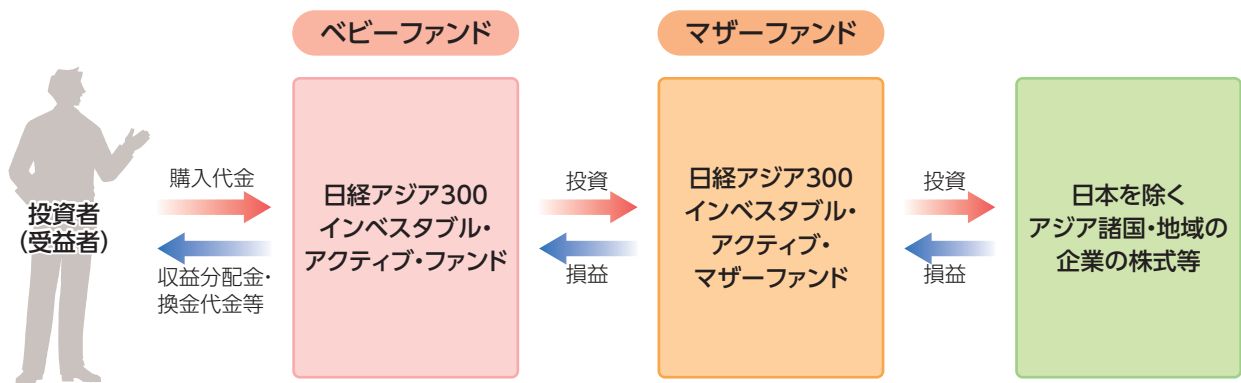 ベビーファンド
マザーファンド
投資者
(受益者)
購入代金
収益分配金・
換金代金等
日経アジア300
インベスタブル・
アクティブ・ファンド
投資
損益
日経アジア300
インベスタブル・
アクティブ・
マザーファンド
投資
損益
日本を除く
アジア諸国・地域の
企業の株式等